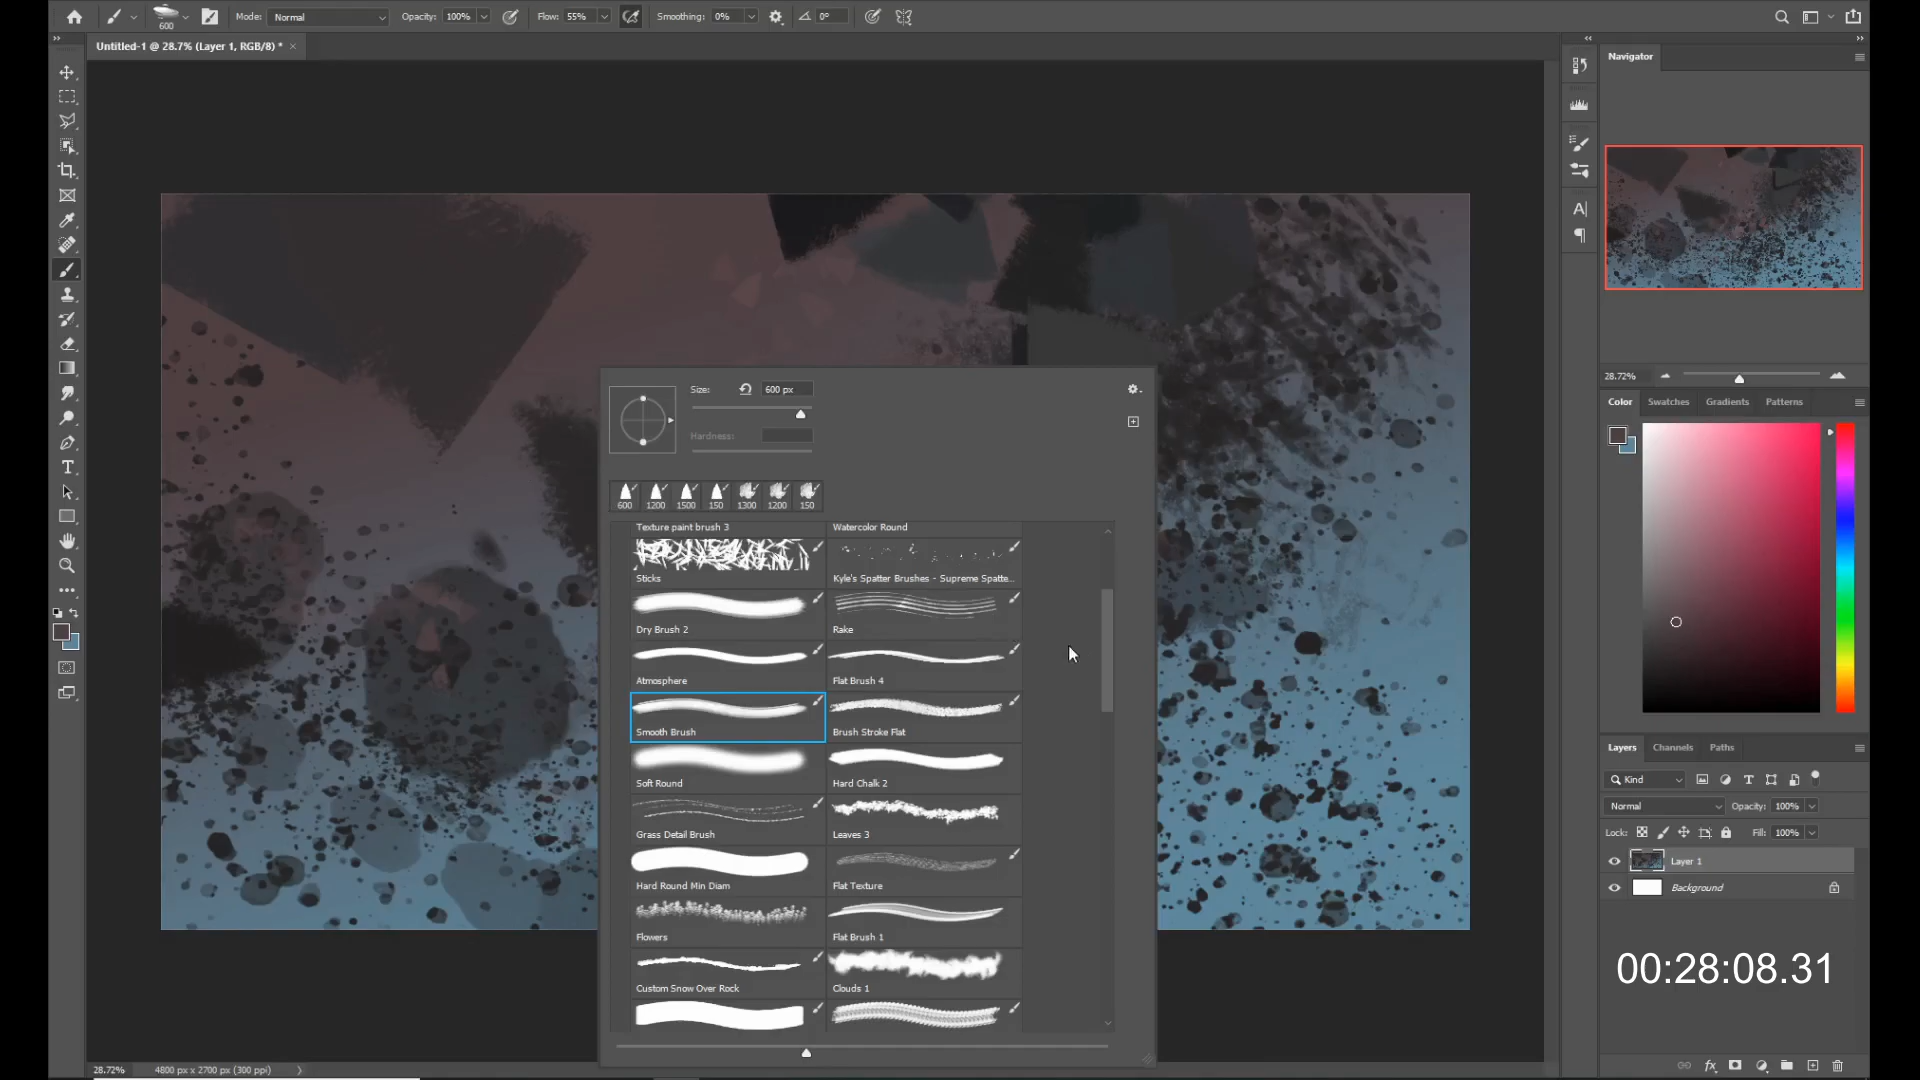 600
Mode:
Normal
Opacity:
100%
Flow:
55%
Smoothing:
0%
0°
Untitled-1 @ 28.7% (Layer 1, RGB/8) *
Navigator
28.72%
Color
Swatches
Gradients
Patterns
Size:
600 px
Hardness:
600
1200
1500
150
1300
1200
150
Texture paint brush 3
Watercolor Round
Sticks
Kyle's Spatter Brushes - Supreme Spatte...
Dry Brush 2
Rake
Atmosphere
Flat Brush 4
Smooth Brush
Brush Stroke Flat
Soft Round
Hard Chalk 2
Grass Detail Brush
Leaves 3
Hard Round Min Diam
Flat Texture
Flowers
Flat Brush 1
Custom Snow Over Rock
Clouds 1
Layers
Channels
Paths
Kind
Normal
Opacity:
100%
Lock:
Fill:
100%
Layer 1
Background
00:28:08.31
28.72%
4800 px x 2700 px (300 ppi)